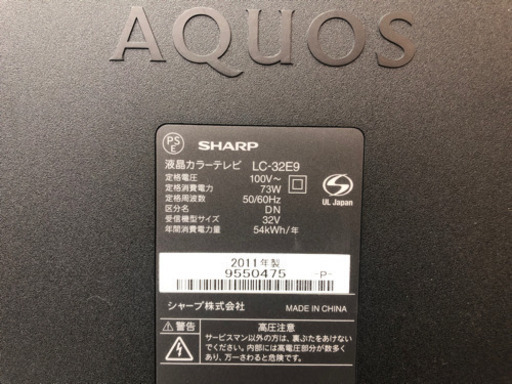 AQUOS
PSE SHARP
液晶カラーテレビ LC-32E9
定格電圧 100V～
定格消費電力 73W
定格周波数 50/60Hz
区分名 DN
受信機型サイズ 32V
年間消費電力量 54kWh/年
UL Japan
2011年製
9550475 -P-
シャープ株式会社 MADE IN CHINA
警告 高圧注意
サービスマン以外の方は、裏ぶたをあけない
でください。内部には高電圧部分が数多く
あり、万一さわると危険です。